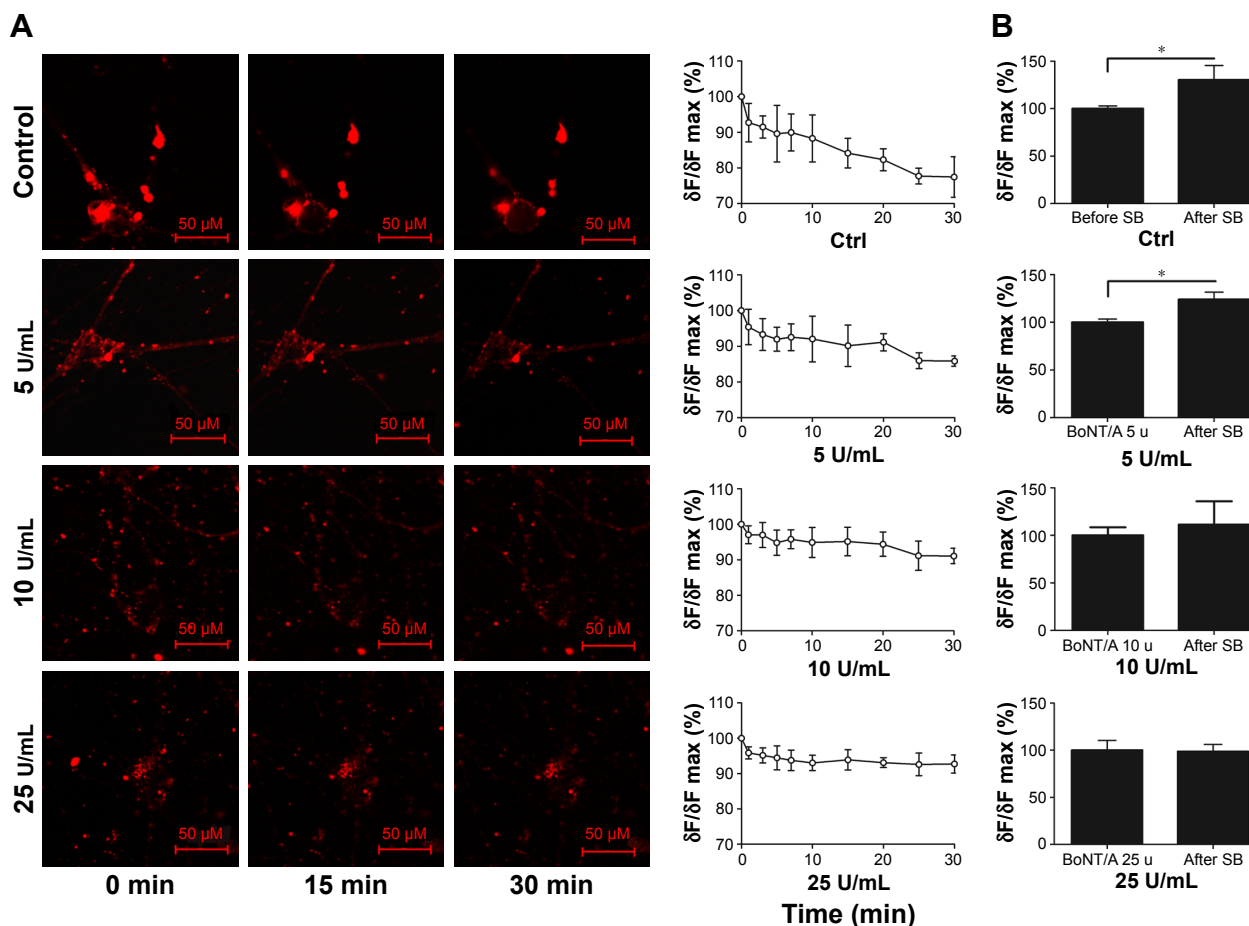 A
B
Control
50 µM
50 µM
50 µM
δF/δF max (%)
100
90
80
70
0
10
20
30
Ctrl
δF/δF max (%)
150
100
50
0
Before SB
After SB
*
Ctrl
5 U/mL
50 µM
50 µM
50 µM
δF/δF max (%)
100
90
80
70
0
10
20
30
5 U/mL
δF/δF max (%)
150
100
50
0
BoNT/A 5 u
After SB
*
5 U/mL
10 U/mL
50 µM
50 µM
50 µM
δF/δF max (%)
100
90
80
70
0
10
20
30
10 U/mL
δF/δF max (%)
150
100
50
0
BoNT/A 10 u
After SB
10 U/mL
25 U/mL
50 µM
50 µM
50 µM
δF/δF max (%)
100
90
80
70
0
10
20
30
25 U/mL
δF/δF max (%)
150
100
50
0
BoNT/A 25 u
After SB
25 U/mL
0 min
15 min
30 min
Time (min)